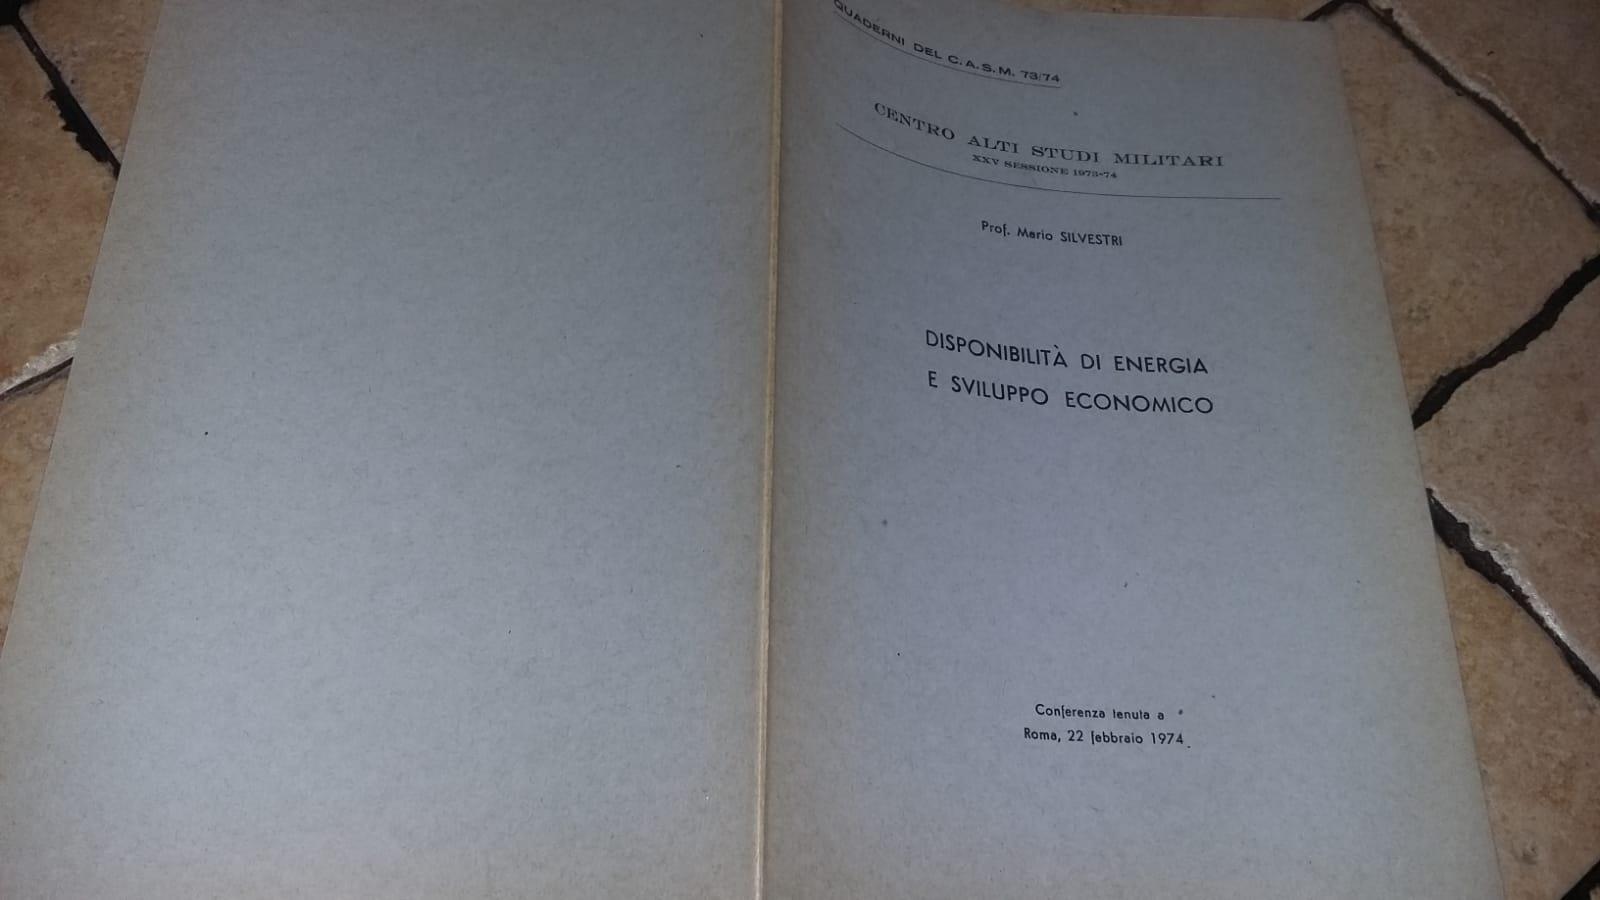 QUADERNI DEL C.A.S.M. 73/74
CENTRO ALTI STUDI MILITARI
XXV SESSIONE 1973-74
Prof. Mario SILVESTRI
DISPONIBILITÀ DI ENERGIA
E SVILUPPO ECONOMICO
Conferenza tenuta a
Roma, 22 febbraio 1974